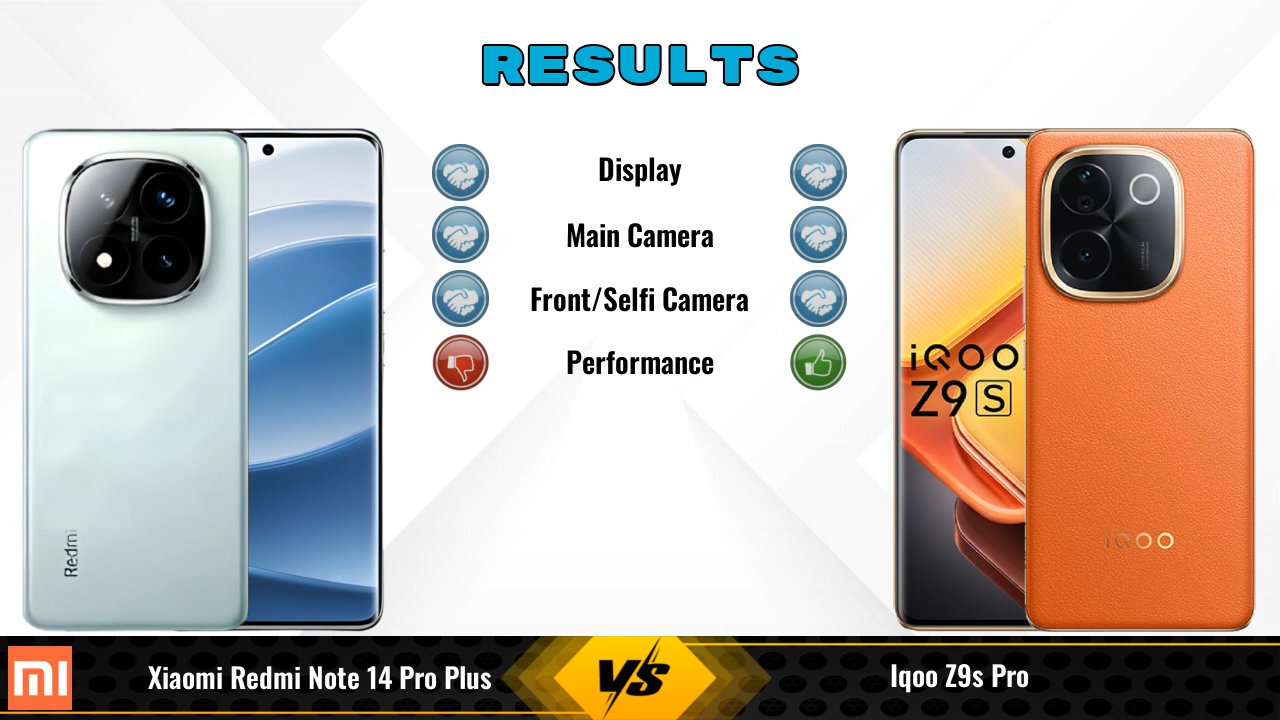 RESULTS
Display
Main Camera
Front/Selfi Camera
Performance
Redmi
iQOO
Z9S
iQOO
Xiaomi Redmi Note 14 Pro Plus
VS
Iqoo Z9s Pro